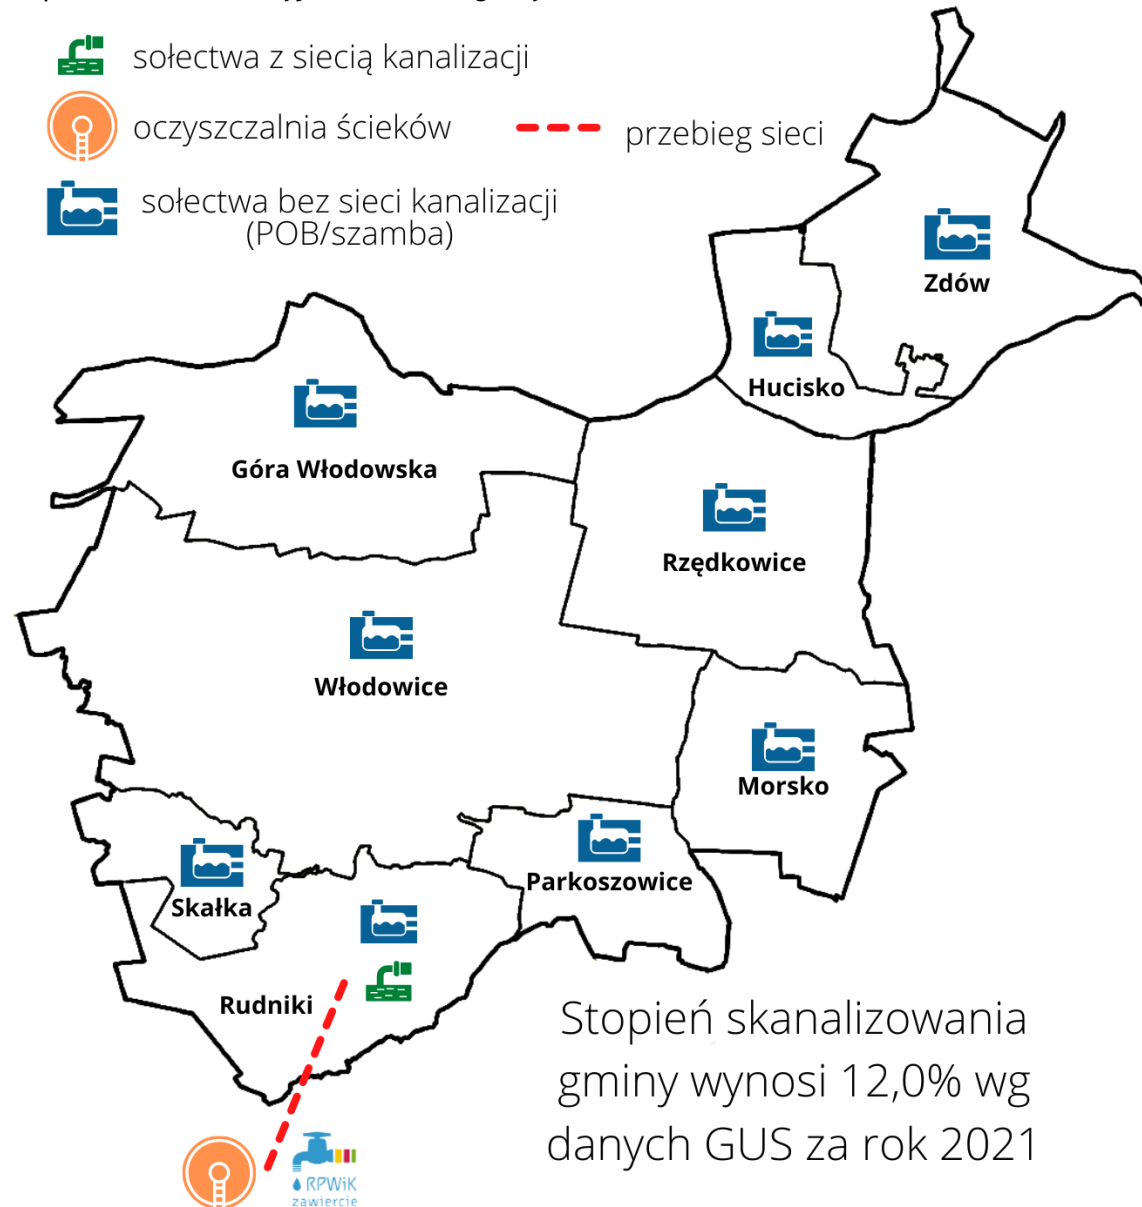 sołectwa z siecią kanalizacji
oczyszczalnia ścieków
przebieg sieci
sołectwa bez sieci kanalizacji
(POB/szamba)
Zdów
Hucisko
Góra Włodowska
Rzędkowice
Włodowice
Morsko
Parkoszowice
Skałka
Rudniki
Stopień skanalizowania
gminy wynosi 12,0% wg
danych GUS za rok 2021
RPWiK
zawiercie